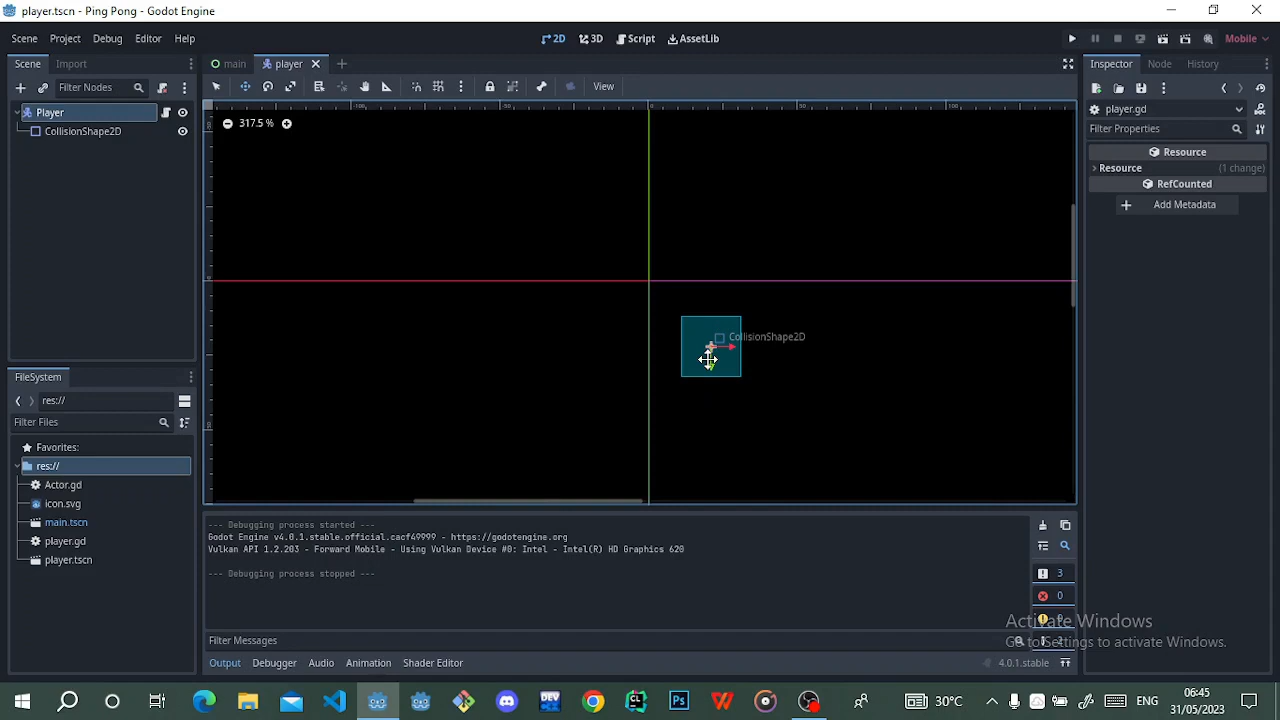 player.tscn - Ping Pong - Godot Engine
Scene Project Debug Editor Help
2D 3D Script AssetLib
Mobile
Scene Import
main player
Inspector Node History
Filter Nodes
View
player.gd
Filter Properties
Player
CollisionShape2D
317.5 %
-100 -50 0 50 100
Resource
Resource (1 change)
RefCounted
Add Metadata
CollisionShape2D
FileSystem
res://
Filter Files
Favorites:
res://
Actor.gd
icon.svg
main.tscn
player.gd
player.tscn
--- Debugging process started ---
Godot Engine v4.0.1.stable.official.cacf49999 - https://godotengine.org
Vulkan API 1.2.203 - Forward Mobile - Using Vulkan Device #0: Intel - Intel(R) HD Graphics 620
--- Debugging process stopped ---
3
0
Filter Messages
Output Debugger Audio Animation Shader Editor
4.0.1.stable
Activate Windows
Go to Settings to activate Windows.
30°C
ENG
06:45
31/05/2023